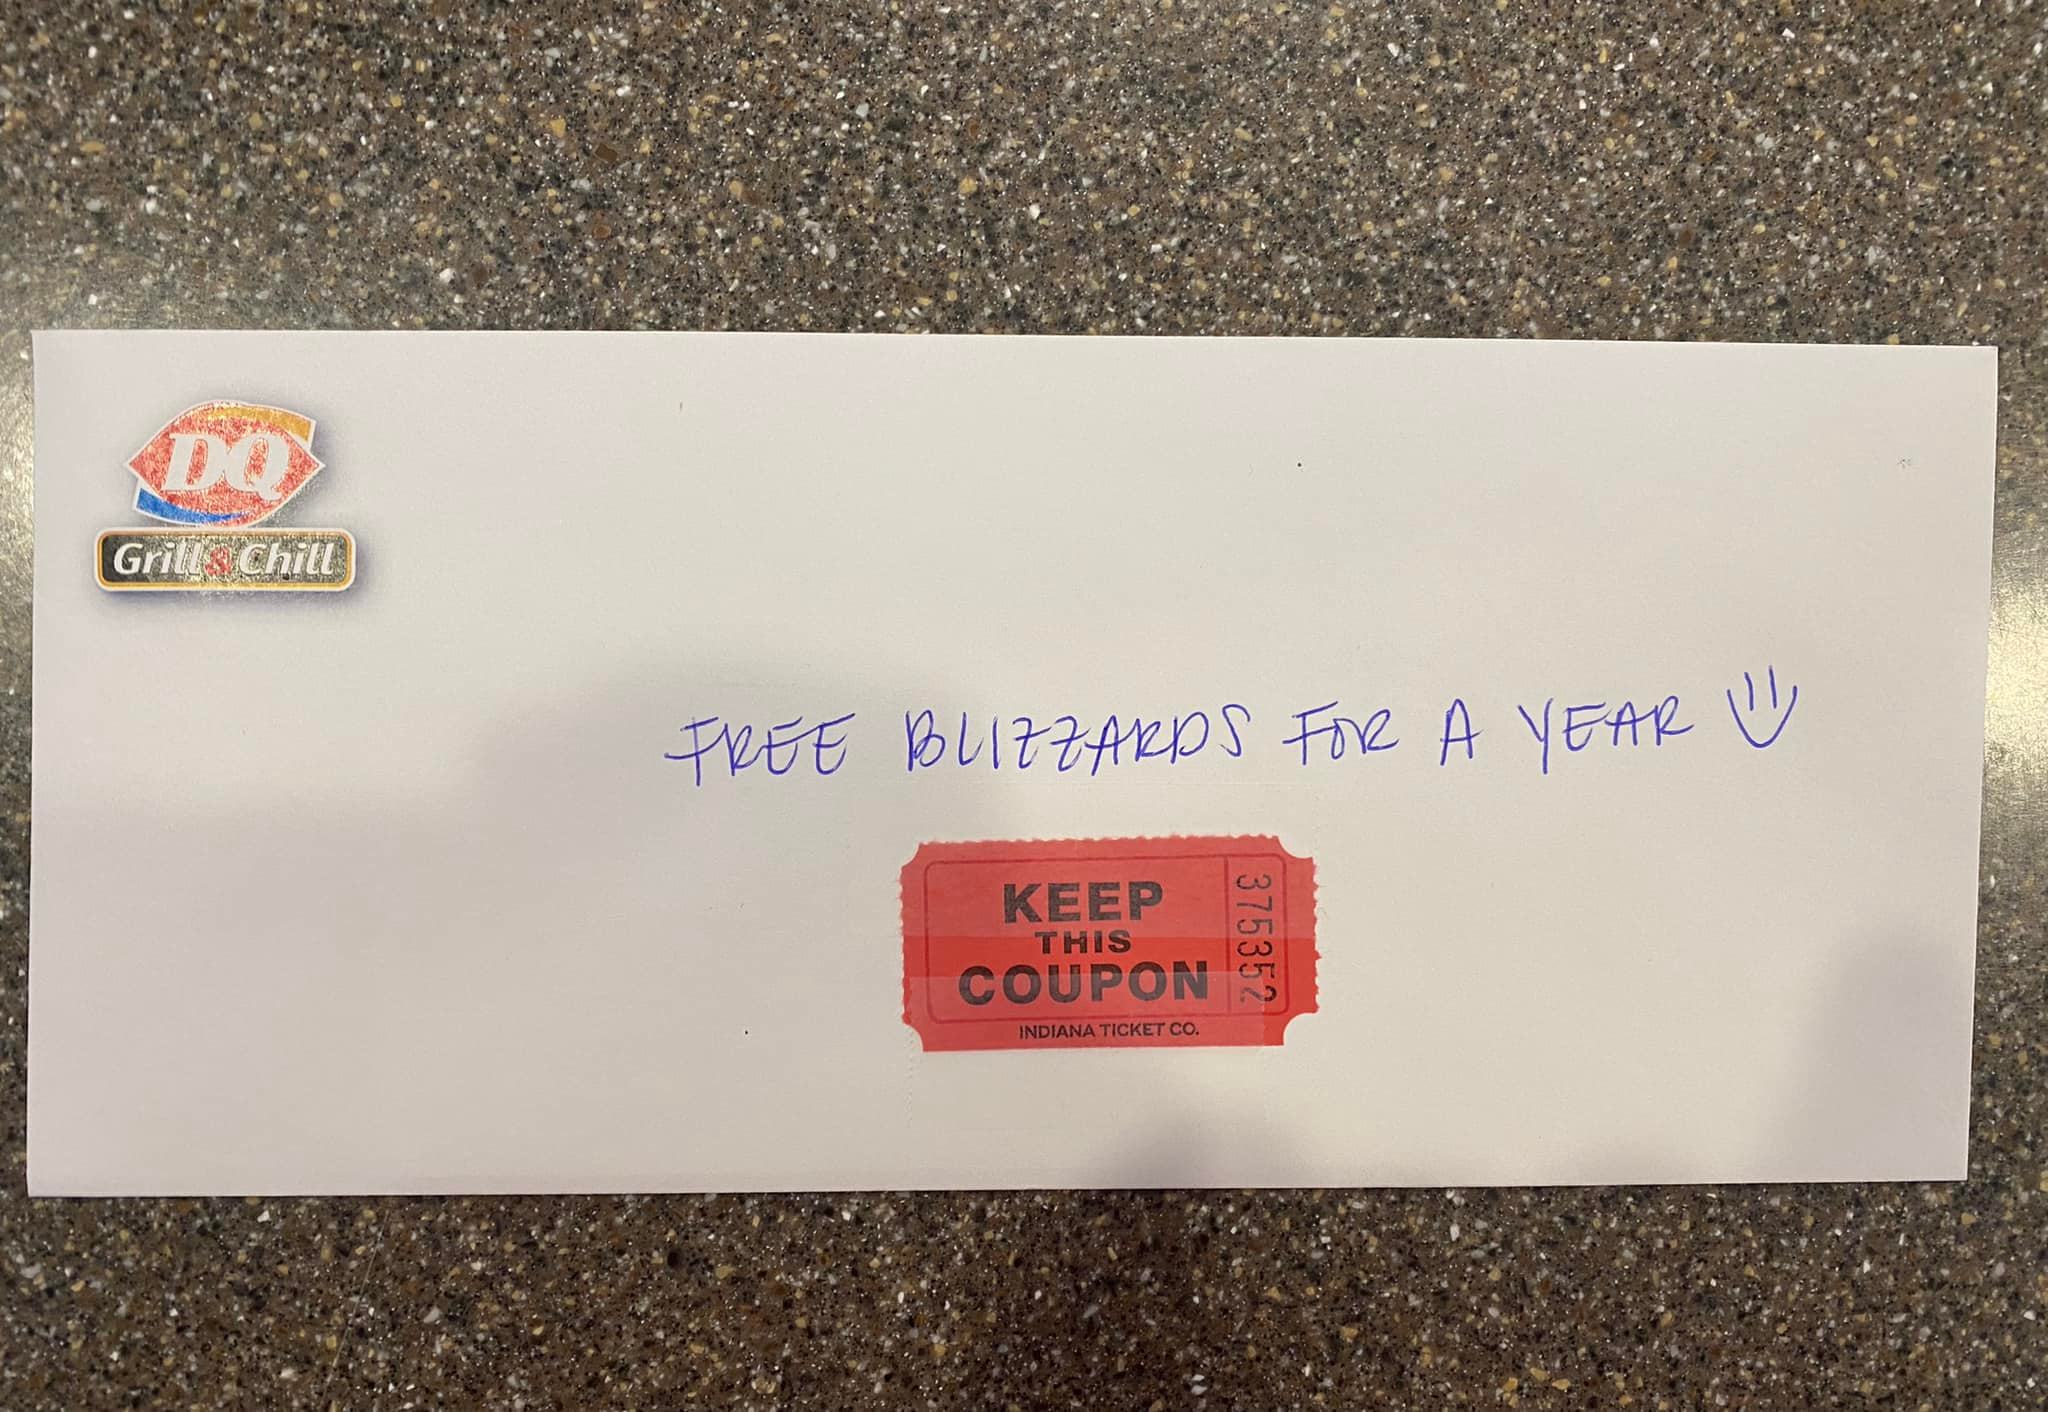 DQ
Grill & Chill
FREE BLIZZARDS FOR A YEAR
KEEP
THIS
COUPON
375352
INDIANA TICKET CO.